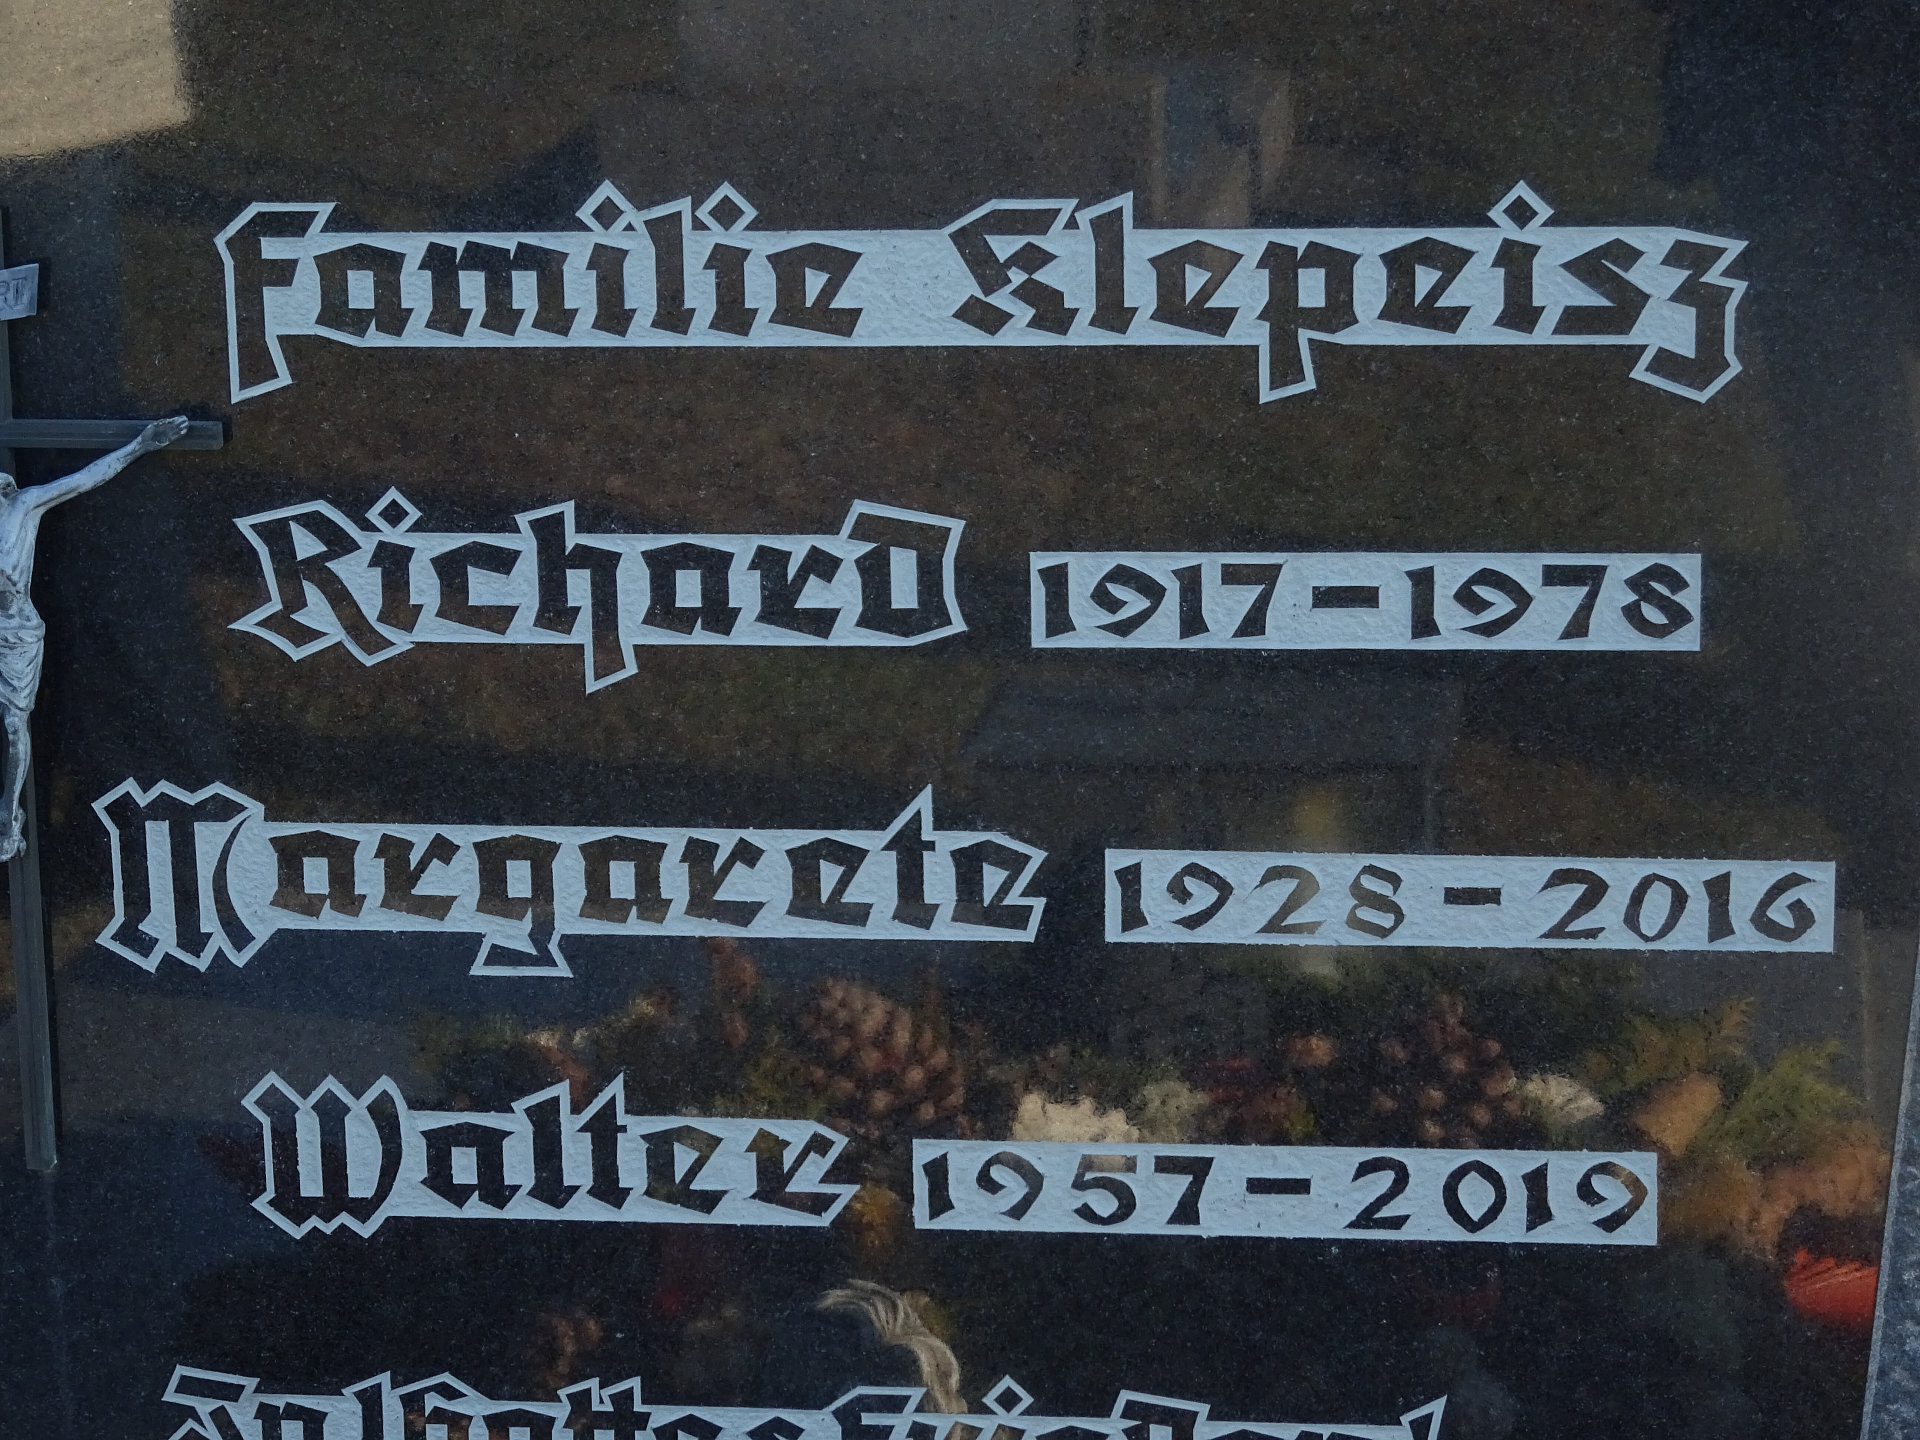 Familie Klepeisz
Richard 1917-1978
Margarete 1928-2016
Walter 1957-2019